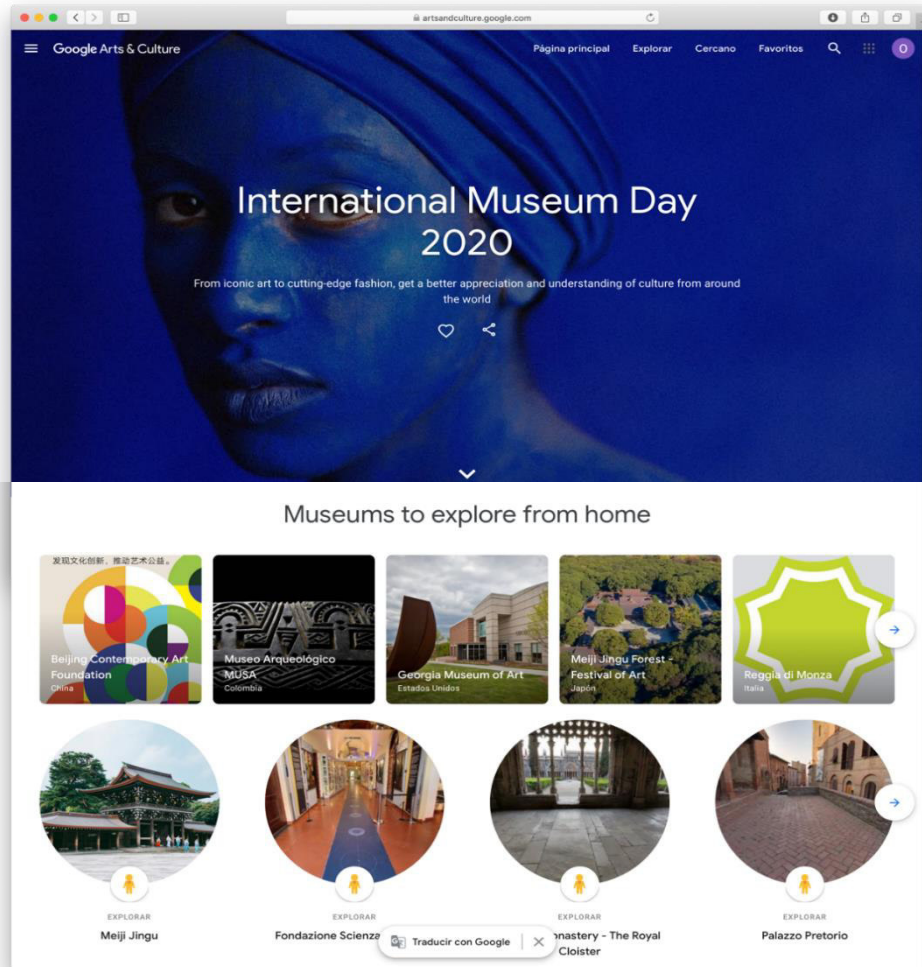 artsandculture.google.com
Google Arts & Culture
Página principal
Explorar
Cercano
Favoritos
O
International Museum Day
2020
From iconic art to cutting-edge fashion, get a better appreciation and understanding of culture from around
the world
Museums to explore from home
发现文化创新，推动艺术公益。
Beijing Contemporary Art
Foundation
China
Museo Arqueológico
MUSA
Colombia
Georgia Museum of Art
Estados Unidos
Meiji Jingu Forest -
Festival of Art
Japón
Reggia di Monza
Italia
EXPLORAR
Meiji Jingu
EXPLORAR
Fondazione Scienza
EXPLORAR
nastery - The Royal
Cloister
EXPLORAR
Palazzo Pretorio
Traducir con Google